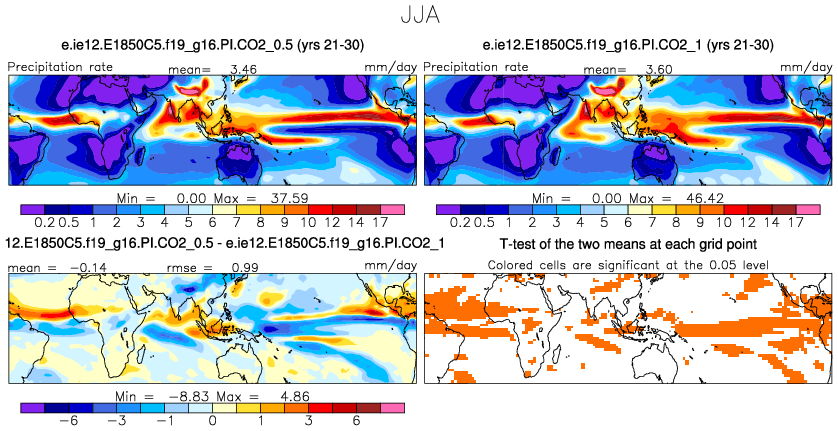 JJA
e.ie12.E1850C5.f19_g16.PI.CO2_0.5 (yrs 21-30)
Precipitation rate mean= 3.46 mm/day
Min = 0.00 Max = 37.59
0.2 0.5 1 2 3 4 5 6 7 8 9 10 12 14 17
e.ie12.E1850C5.f19_g16.PI.CO2_1 (yrs 21-30)
Precipitation rate mean= 3.60 mm/day
Min = 0.00 Max = 46.42
0.2 0.5 1 2 3 4 5 6 7 8 9 10 12 14 17
12.E1850C5.f19_g16.PI.CO2_0.5 - e.ie12.E1850C5.f19_g16.PI.CO2_1
mean = -0.14 rmse = 0.99 mm/day
Min = -8.83 Max = 4.86
-6 -3 -1 0 1 3 6
T-test of the two means at each grid point
Colored cells are significant at the 0.05 level